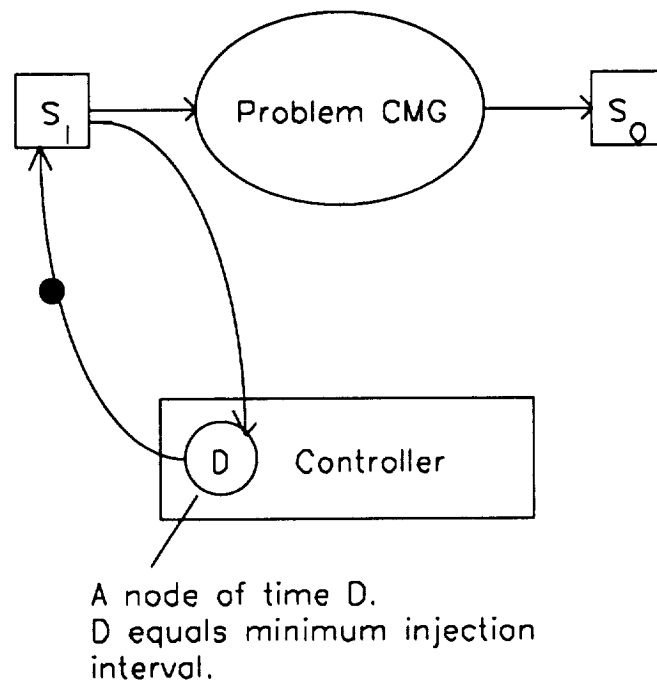 S_I
Problem CMG
S_O
D
Controller
A node of time D.
D equals minimum injection
interval.